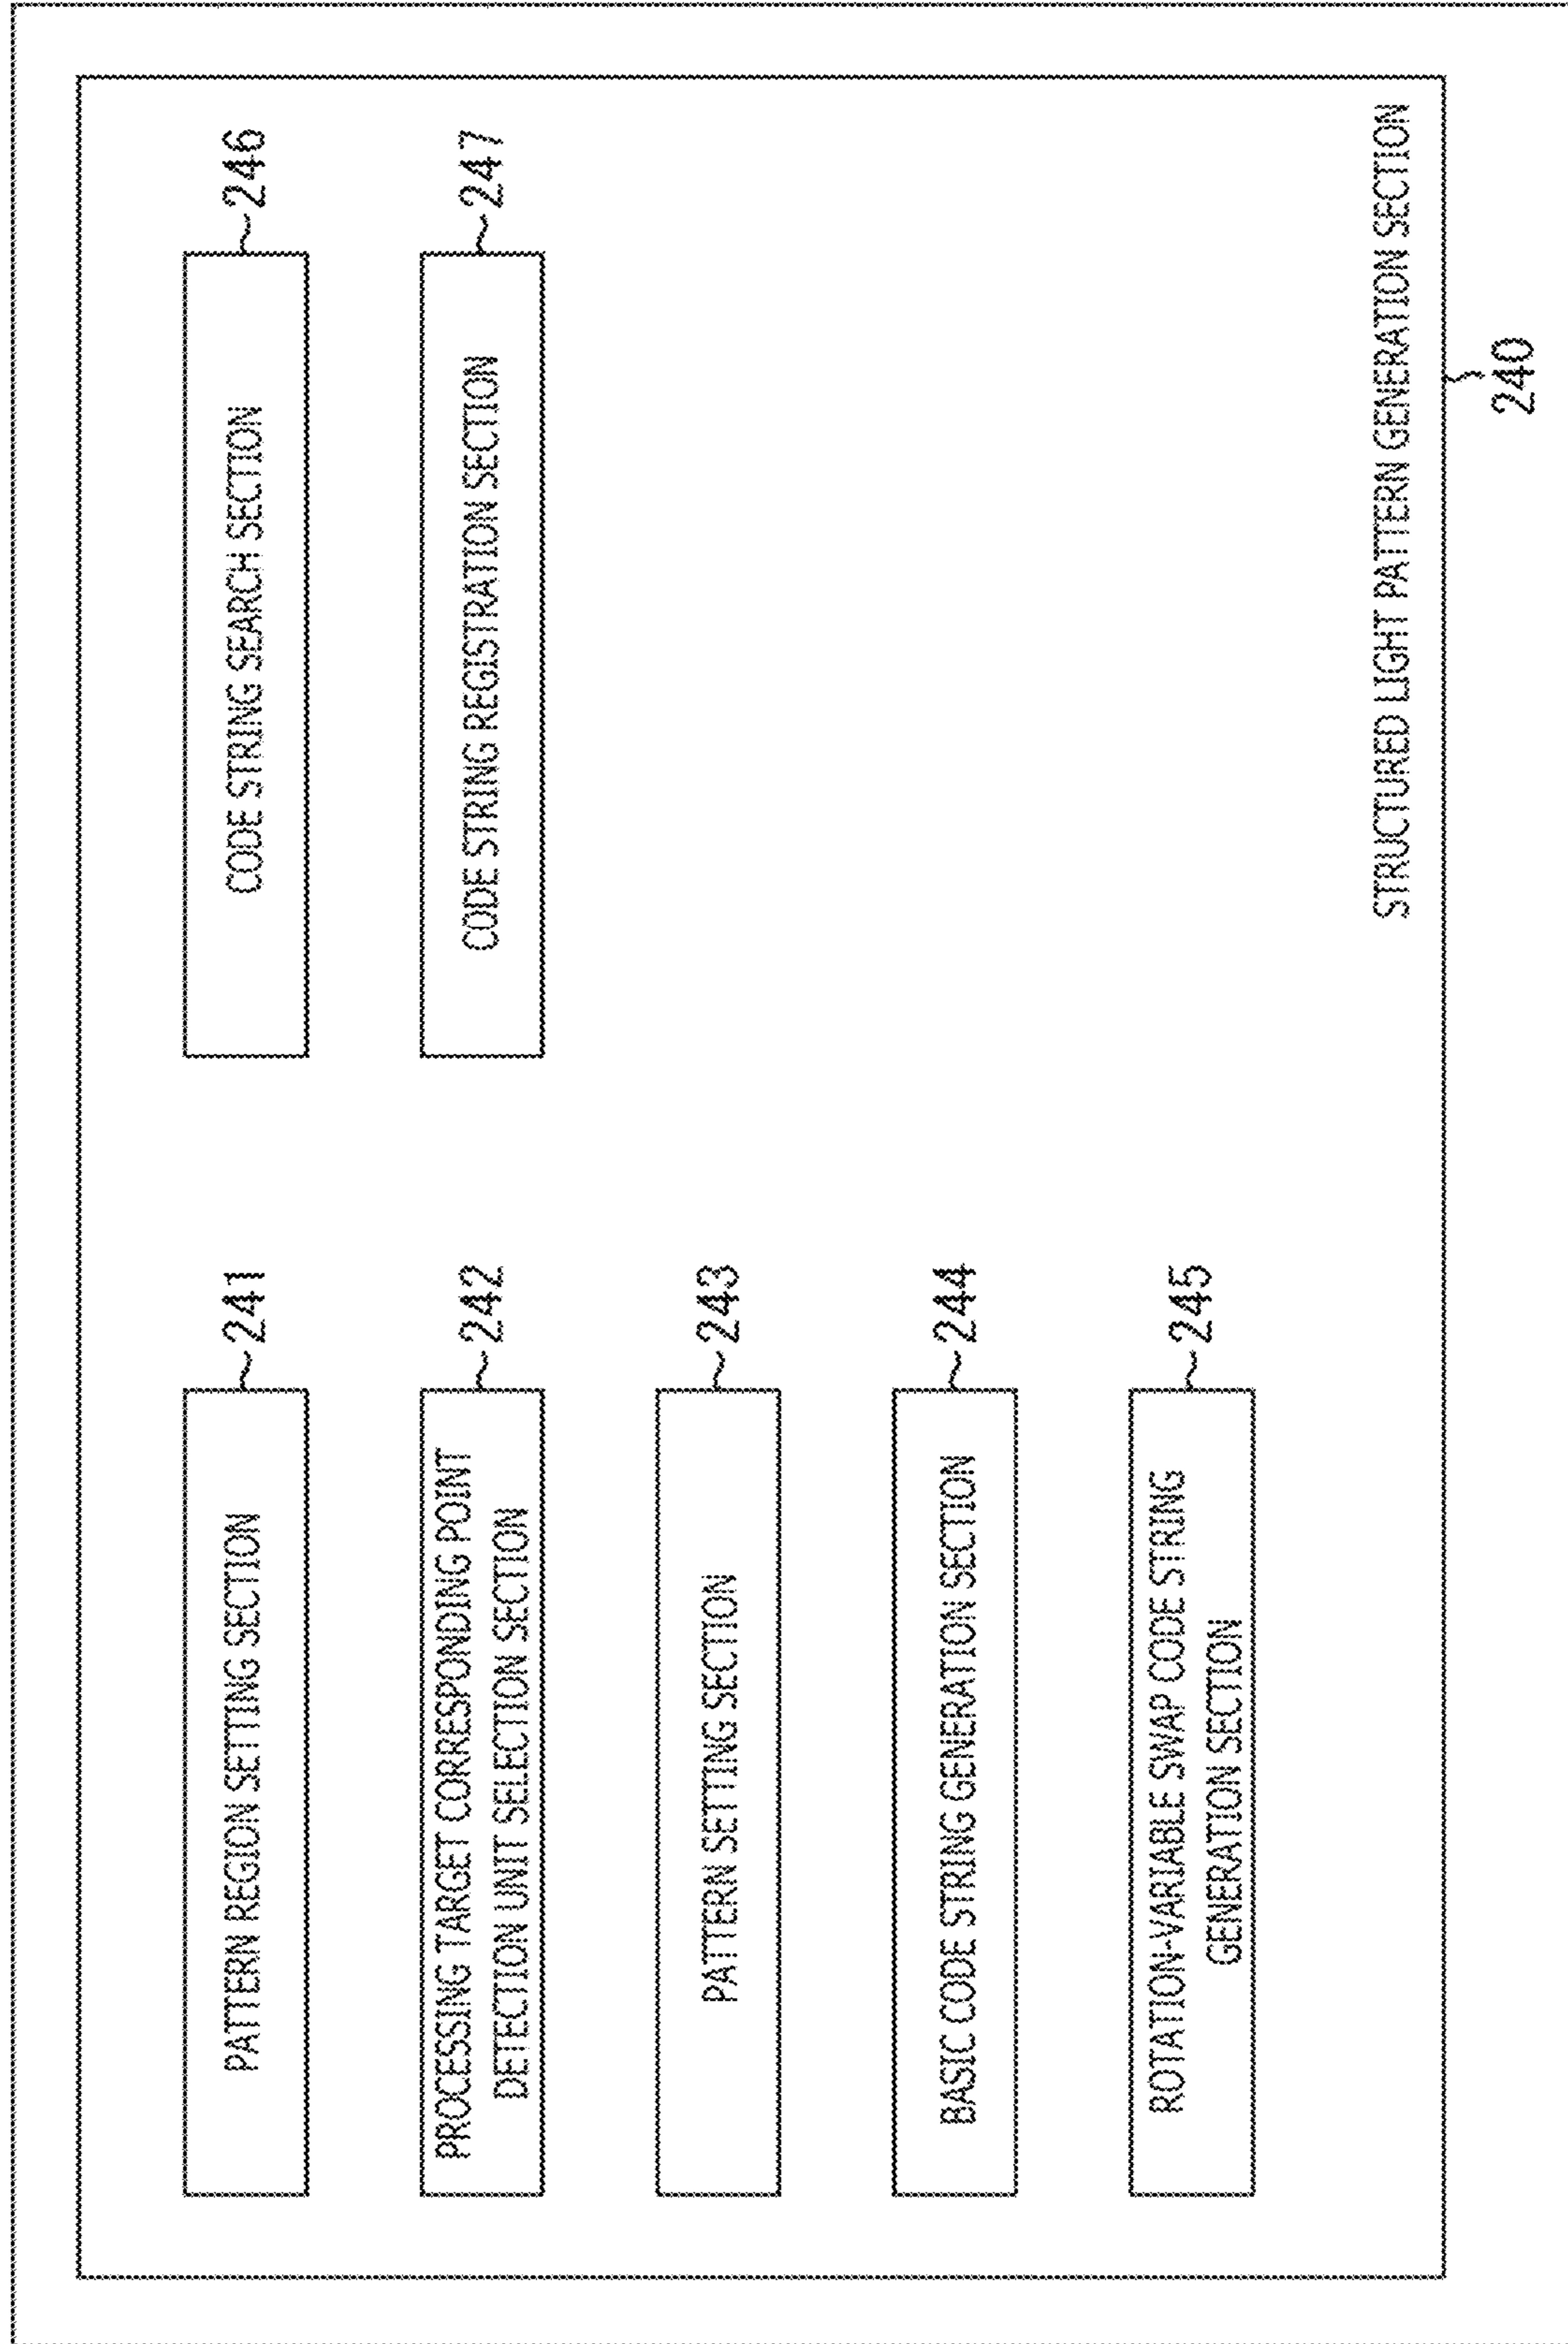 PATTERN REGION SETTING SECTION
241
PROCESSING TARGET CORRESPONDING POINT
DETECTION UNIT SELECTION SECTION
242
PATTERN SETTING SECTION
243
BASIC CODE STRING GENERATION SECTION
244
ROTATION-VARIABLE SWAP CODE STRING
GENERATION SECTION
245
CODE STRING SEARCH SECTION
246
CODE STRING REGISTRATION SECTION
247
STRUCTURED LIGHT PATTERN GENERATION SECTION
240